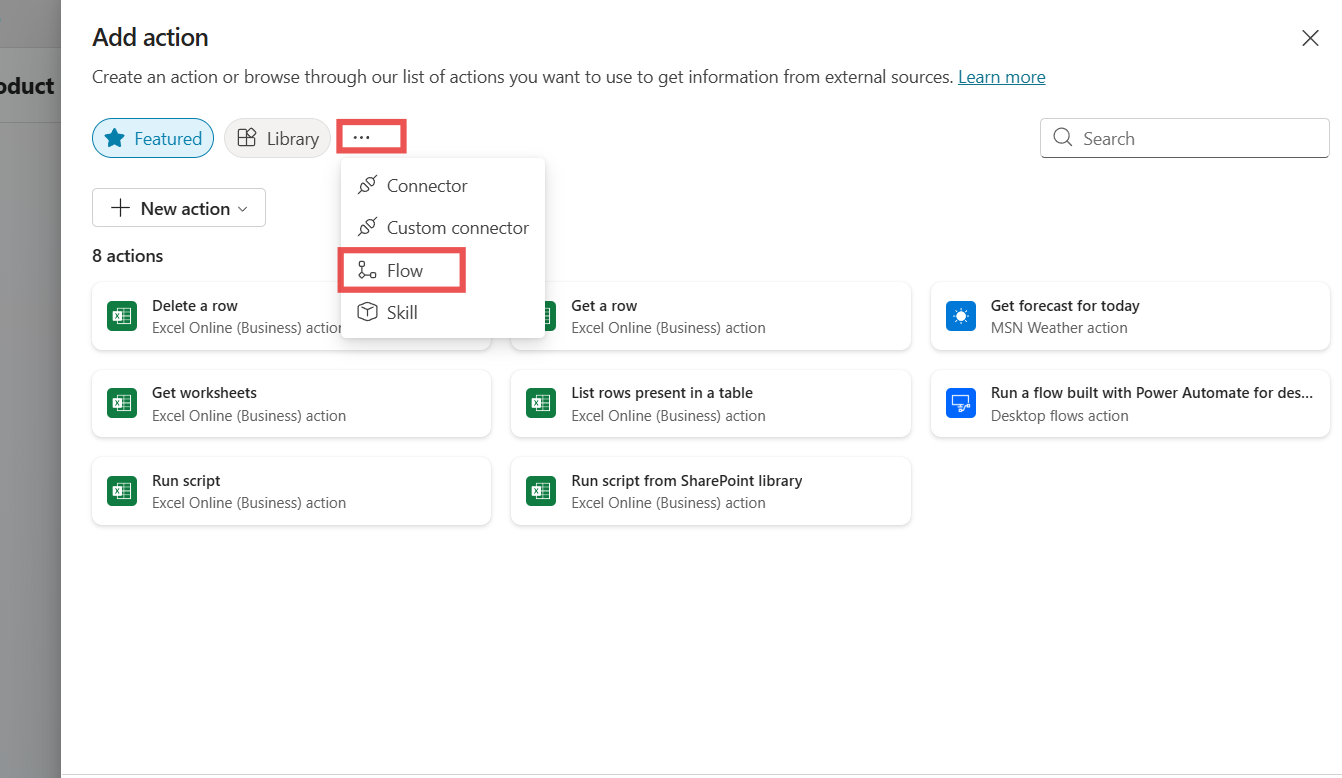 Add action
Create an action or browse through our list of actions you want to use to get information from external sources. Learn more
oduct
Featured
Library
...
Search
Connector
New action
Custom connector
8 actions
Flow
Skill
Delete a row
Excel Online (Business) action
Get a row
Excel Online (Business) action
Get forecast for today
MSN Weather action
Get worksheets
Excel Online (Business) action
List rows present in a table
Excel Online (Business) action
Run a flow built with Power Automate for des...
Desktop flows action
Run script
Excel Online (Business) action
Run script from SharePoint library
Excel Online (Business) action